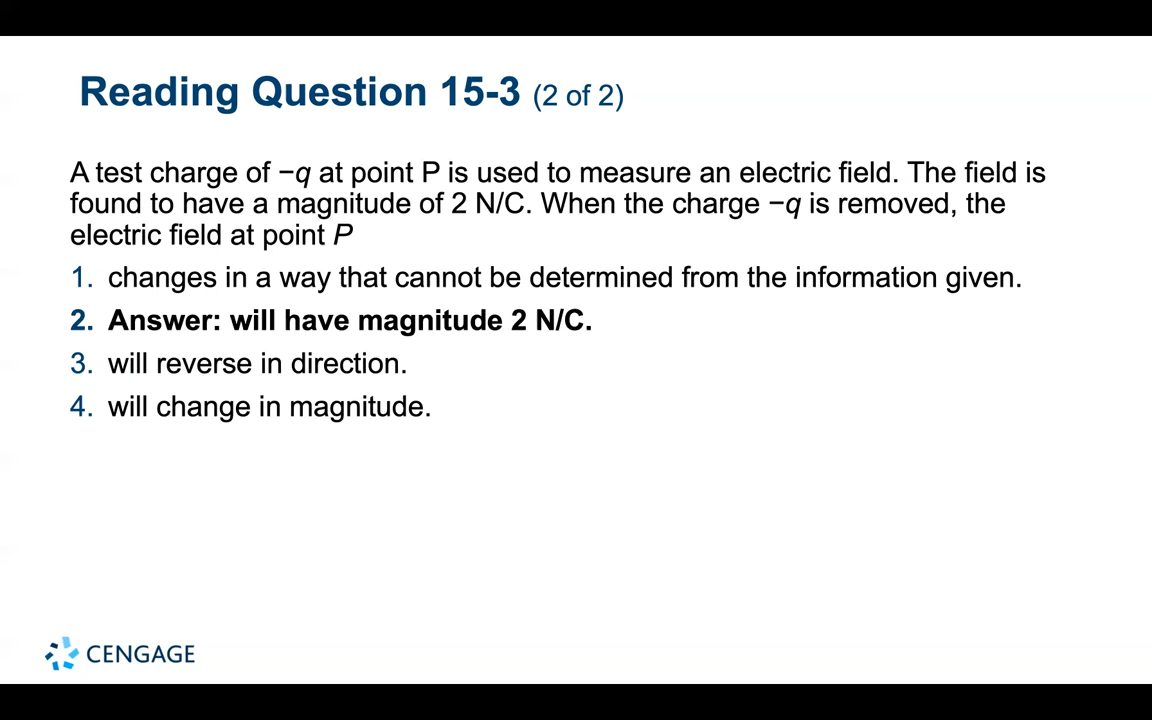 Reading Question 15-3 (2 of 2)
A test charge of −q at point P is used to measure an electric field. The field is
found to have a magnitude of 2 N/C. When the charge −q is removed, the
electric field at point P
1. changes in a way that cannot be determined from the information given.
2. Answer: will have magnitude 2 N/C.
3. will reverse in direction.
4. will change in magnitude.
CENGAGE